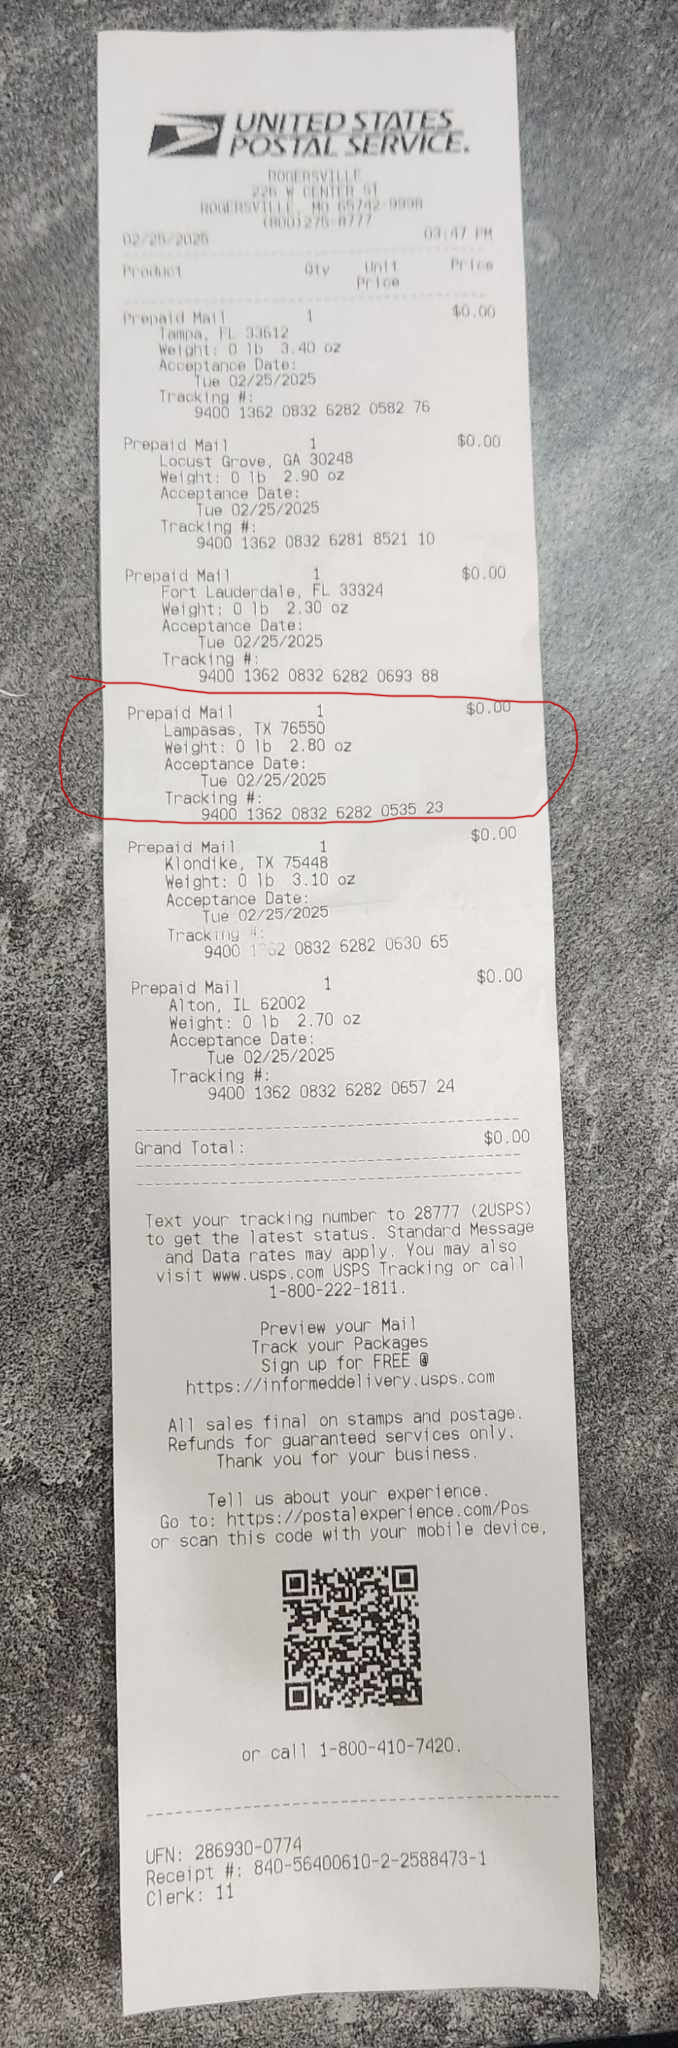 UNITED STATES
POSTAL SERVICE.
ROGERSVILLE
226 W CENTER ST
ROGERSVILLE, MO 65742-9998
(800)275-8777
02/25/2025 03:47 PM
Product Qty Unit Price
Price
Prepaid Mail 1 $0.00
Tampa, FL 33612
Weight: 0 lb 3.40 oz
Acceptance Date:
Tue 02/25/2025
Tracking #:
9400 1362 0832 6282 0582 76
Prepaid Mail 1 $0.00
Locust Grove, GA 30248
Weight: 0 lb 2.90 oz
Acceptance Date:
Tue 02/25/2025
Tracking #:
9400 1362 0832 6281 8521 10
Prepaid Mail 1 $0.00
Fort Lauderdale, FL 33324
Weight: 0 lb 2.30 oz
Acceptance Date:
Tue 02/25/2025
Tracking #:
9400 1362 0832 6282 0693 88
Prepaid Mail 1 $0.00
Lampasas, TX 76550
Weight: 0 lb 2.80 oz
Acceptance Date:
Tue 02/25/2025
Tracking #:
9400 1362 0832 6282 0535 23
Prepaid Mail 1 $0.00
Klondike, TX 75448
Weight: 0 lb 3.10 oz
Acceptance Date:
Tue 02/25/2025
Tracking #:
9400 1362 0832 6282 0630 65
Prepaid Mail 1 $0.00
Alton, IL 62002
Weight: 0 lb 2.70 oz
Acceptance Date:
Tue 02/25/2025
Tracking #:
9400 1362 0832 6282 0657 24
Grand Total: $0.00
Text your tracking number to 28777 (2USPS)
to get the latest status. Standard Message
and Data rates may apply. You may also
visit www.usps.com USPS Tracking or call
1-800-222-1811.
Preview your Mail
Track your Packages
Sign up for FREE @
https://informeddelivery.usps.com
All sales final on stamps and postage.
Refunds for guaranteed services only.
Thank you for your business.
Tell us about your experience.
Go to: https://postalexperience.com/Pos
or scan this code with your mobile device,
or call 1-800-410-7420.
UFN: 286930-0774
Receipt #: 840-56400610-2-2588473-1
Clerk: 11